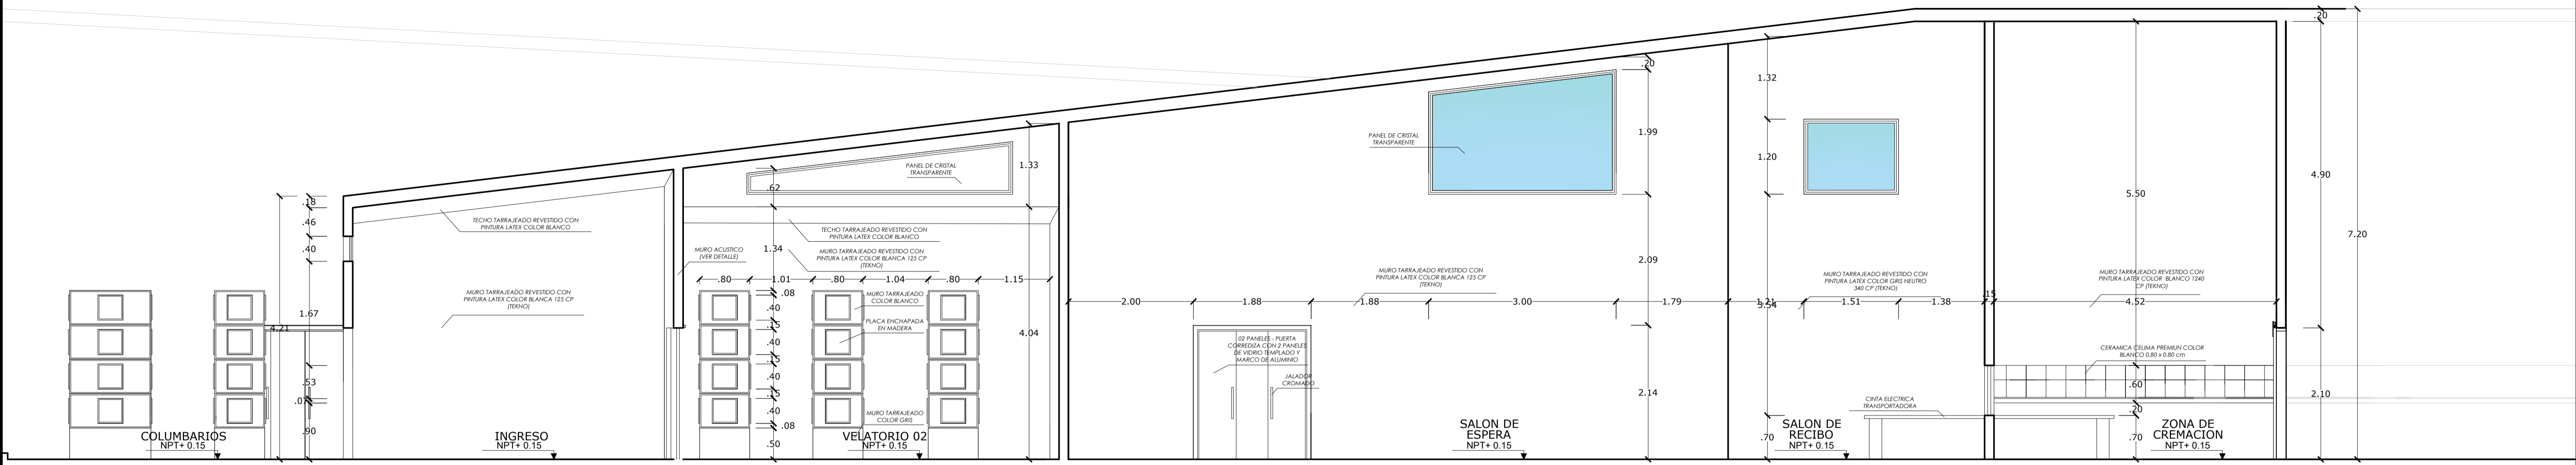 .18
.46
.40
1.67
4.21
.53
.07
.90
COLUMBARIOS
NPT+ 0.15
TECHO TARRAJEADO REVESTIDO CON
PINTURA LATEX COLOR BLANCO
MURO TARRAJEADO REVESTIDO CON
PINTURA LATEX COLOR BLANCA 125 CP
(TEKNO)
INGRESO
NPT+ 0.15
MURO ACUSTICO
(VER DETALLE)
PANEL DE CRISTAL
TRANSPARENTE
.62
1.33
TECHO TARRAJEADO REVESTIDO CON
PINTURA LATEX COLOR BLANCO
1.34
MURO TARRAJEADO REVESTIDO CON
PINTURA LATEX COLOR BLANCA 125 CP
(TEKNO)
.80 1.01 .80 1.04 .80 1.15
.08
.40
.15
.40
.15
.40
.15
.40
.08
.50
MURO TARRAJEADO
COLOR BLANCO
PLACA ENCHAPADA
EN MADERA
MURO TARRAJEADO
COLOR GRIS
4.04
VELATORIO 02
NPT+ 0.15
PANEL DE CRISTAL
TRANSPARENTE
.20
1.99
2.09
2.14
MURO TARRAJEADO REVESTIDO CON
PINTURA LATEX COLOR BLANCA 125 CP
(TEKNO)
2.00 1.88 1.88 3.00 1.79 1.21 1.51 1.38 .15 4.52
02 PANELES - PUERTA
CORREDIZA CON 2 PANELES
DE VIDRIO TEMPLADO Y
MARCO DE ALUMINIO
JALADOR
CROMADO
SALON DE
ESPERA
NPT+ 0.15
1.32
1.20
3.54
.70
MURO TARRAJEADO REVESTIDO CON
PINTURA LATEX COLOR GRIS NEUTRO
340 CP (TEKNO)
CINTA ELECTRICA
TRANSPORTADORA
SALON DE
RECIBO
NPT+ 0.15
5.50
.60
.20
.70
MURO TARRAJEADO REVESTIDO CON
PINTURA LATEX COLOR BLANCO 1240
CP (TEKNO)
CERAMICA CELIMA PREMIUN COLOR
BLANCO 0.80 x 0.80 cm
ZONA DE
CREMACION
NPT+ 0.15
.20
4.90
2.10
7.20